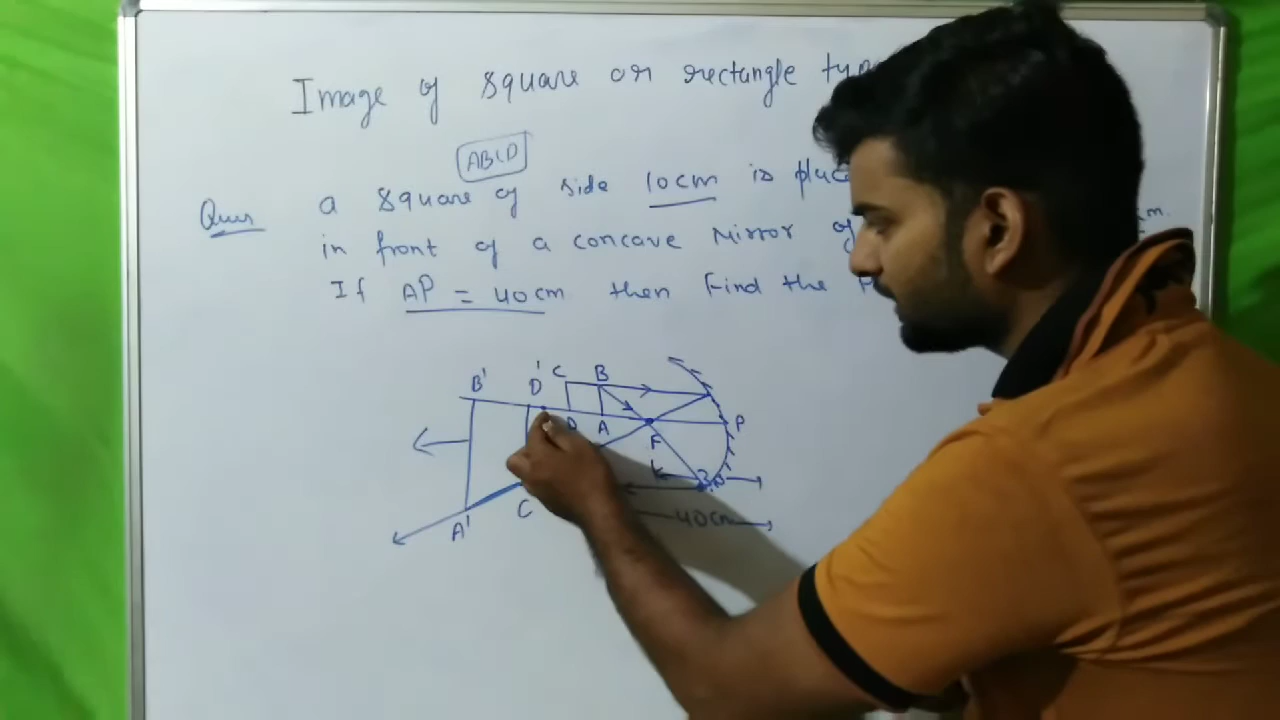 Image of square or rectangle
ABCD
Ques a square of side 10cm is
in front of a concave Mirror of
If AP = 40cm then Find the
B' D' C B
D A F P
A' C
40cm
cm.